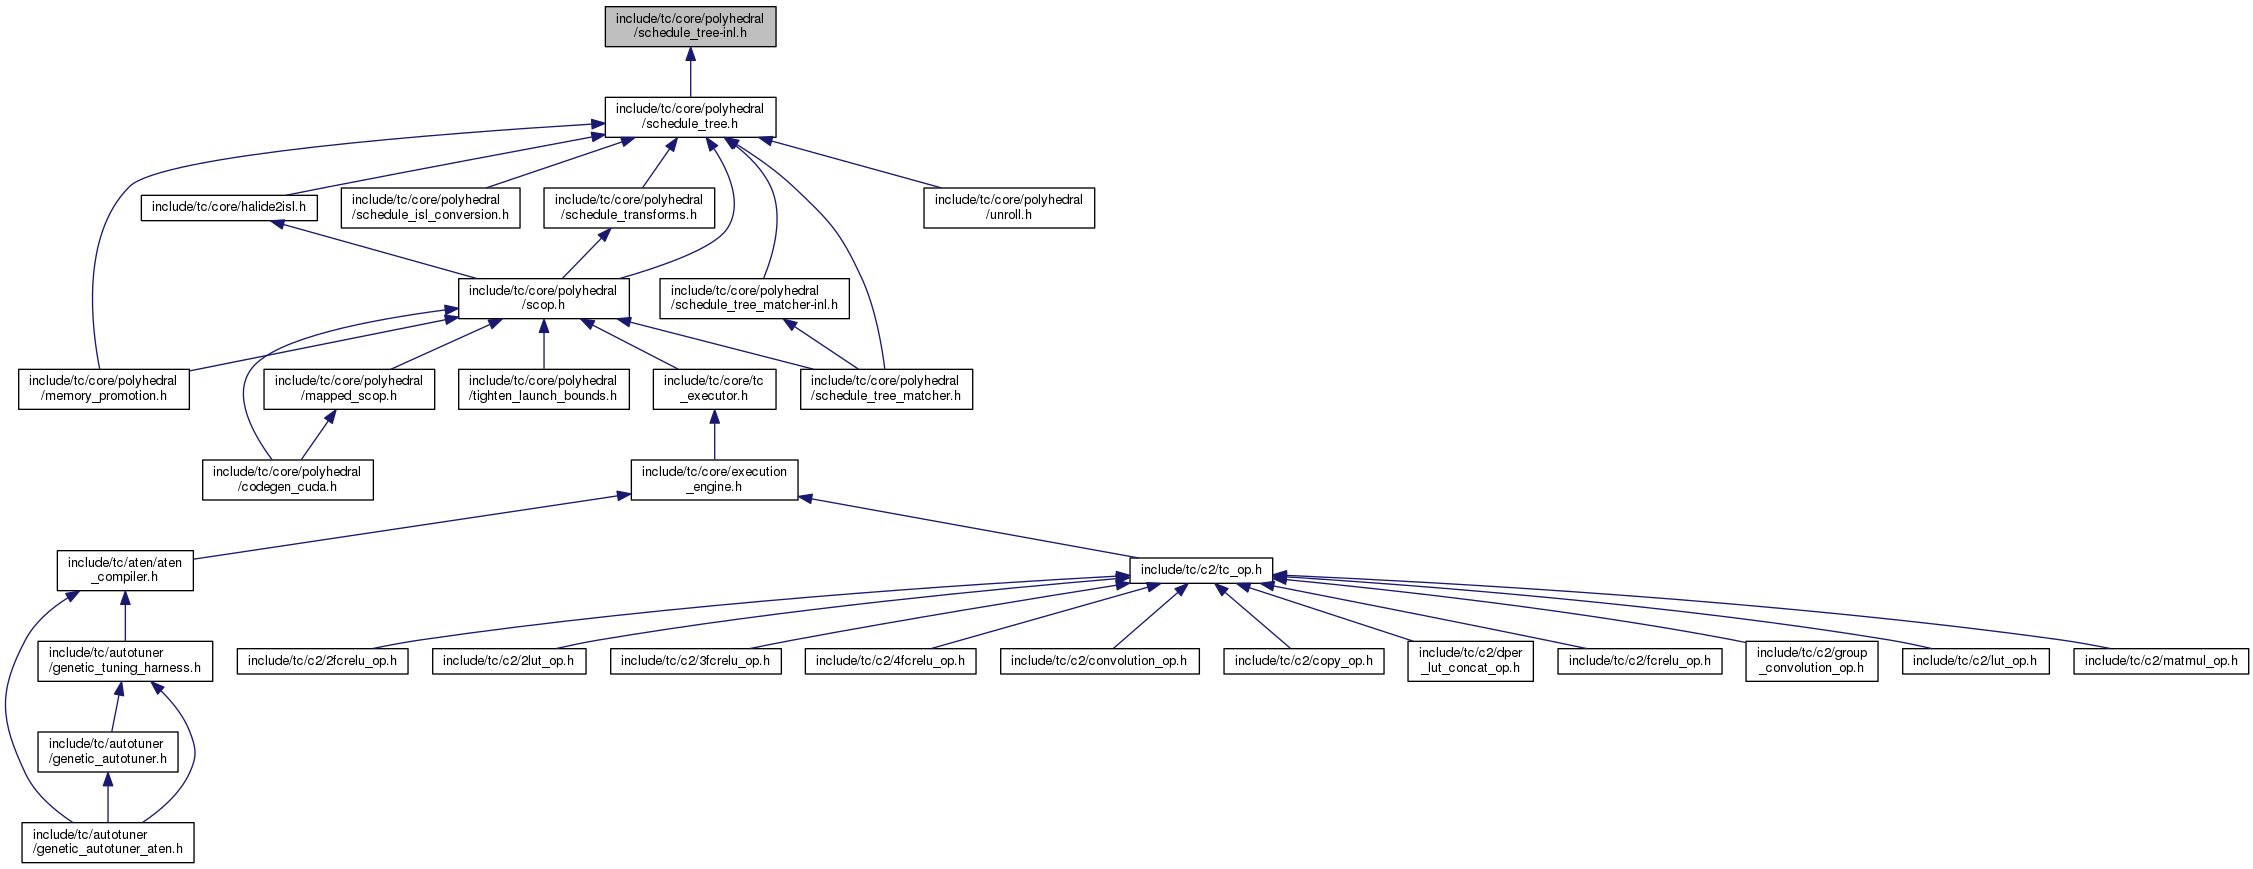 include/tc/core/polyhedral
/schedule_tree-inl.h
include/tc/core/polyhedral
/schedule_tree.h
include/tc/core/halide2isl.h
include/tc/core/polyhedral
/schedule_isl_conversion.h
include/tc/core/polyhedral
/schedule_transforms.h
include/tc/core/polyhedral
/unroll.h
include/tc/core/polyhedral
/scop.h
include/tc/core/polyhedral
/schedule_tree_matcher-inl.h
include/tc/core/polyhedral
/memory_promotion.h
include/tc/core/polyhedral
/mapped_scop.h
include/tc/core/polyhedral
/tighten_launch_bounds.h
include/tc/core/tc
_executor.h
include/tc/core/polyhedral
/schedule_tree_matcher.h
include/tc/core/polyhedral
/codegen_cuda.h
include/tc/core/execution
_engine.h
include/tc/aten/aten
_compiler.h
include/tc/c2/tc_op.h
include/tc/autotuner
/genetic_tuning_harness.h
include/tc/c2/2fcrelu_op.h
include/tc/c2/2lut_op.h
include/tc/c2/3fcrelu_op.h
include/tc/c2/4fcrelu_op.h
include/tc/c2/convolution_op.h
include/tc/c2/copy_op.h
include/tc/c2/dper
_lut_concat_op.h
include/tc/c2/fcrelu_op.h
include/tc/c2/group
_convolution_op.h
include/tc/c2/lut_op.h
include/tc/c2/matmul_op.h
include/tc/autotuner
/genetic_autotuner.h
include/tc/autotuner
/genetic_autotuner_aten.h